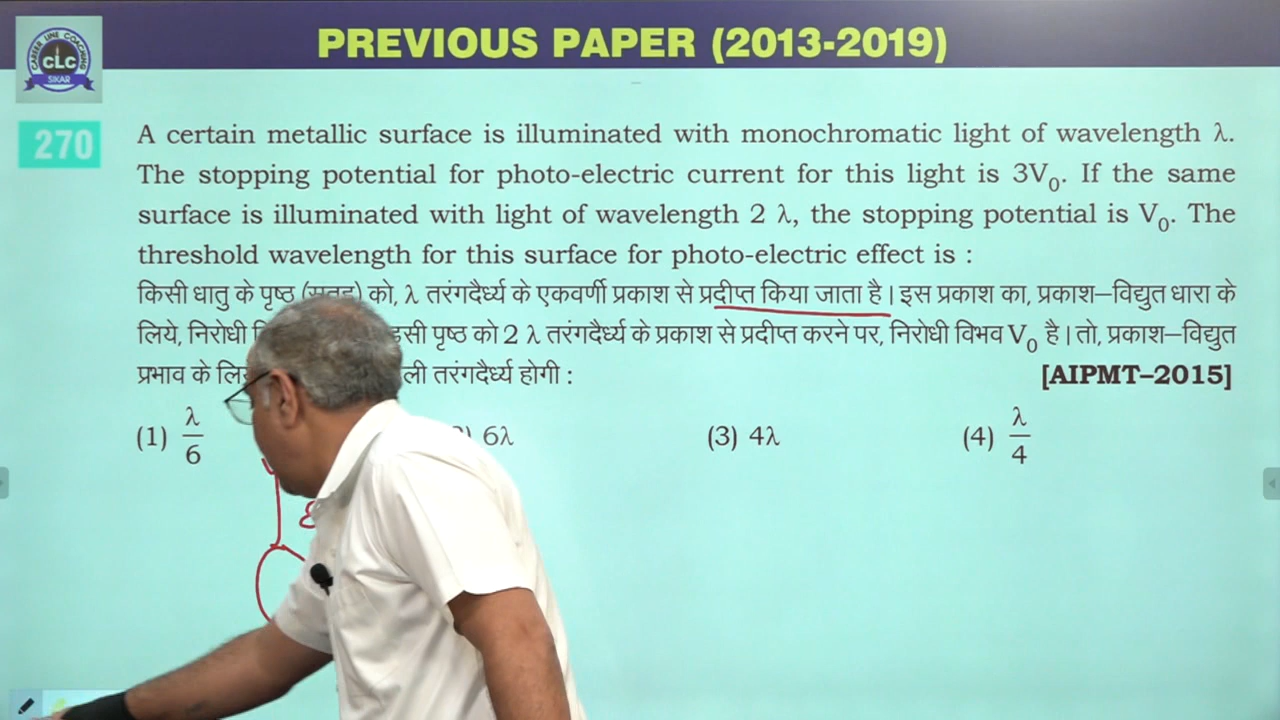 PREVIOUS PAPER (2013-2019)
CAREER LINE COACHING
CLC
SIKAR
270
A certain metallic surface is illuminated with monochromatic light of wavelength λ.
The stopping potential for photo-electric current for this light is 3V₀. If the same
surface is illuminated with light of wavelength 2 λ, the stopping potential is V₀. The
threshold wavelength for this surface for photo-electric effect is :
किसी धातु के पृष्ठ को, λ तरंगदैर्ध्य के एकवर्णी प्रकाश से प्रदीप्त किया जाता है। इस प्रकाश का, प्रकाश–विद्युत धारा के
लिये, निरोधी पृष्ठ को 2 λ तरंगदैर्ध्य के प्रकाश से प्रदीप्त करने पर, निरोधी विभव V₀ है। तो, प्रकाश–विद्युत
प्रभाव के तरंगदैर्ध्य होगी :
[AIPMT–2015]
(1) λ/6 6λ (3) 4λ (4) λ/4